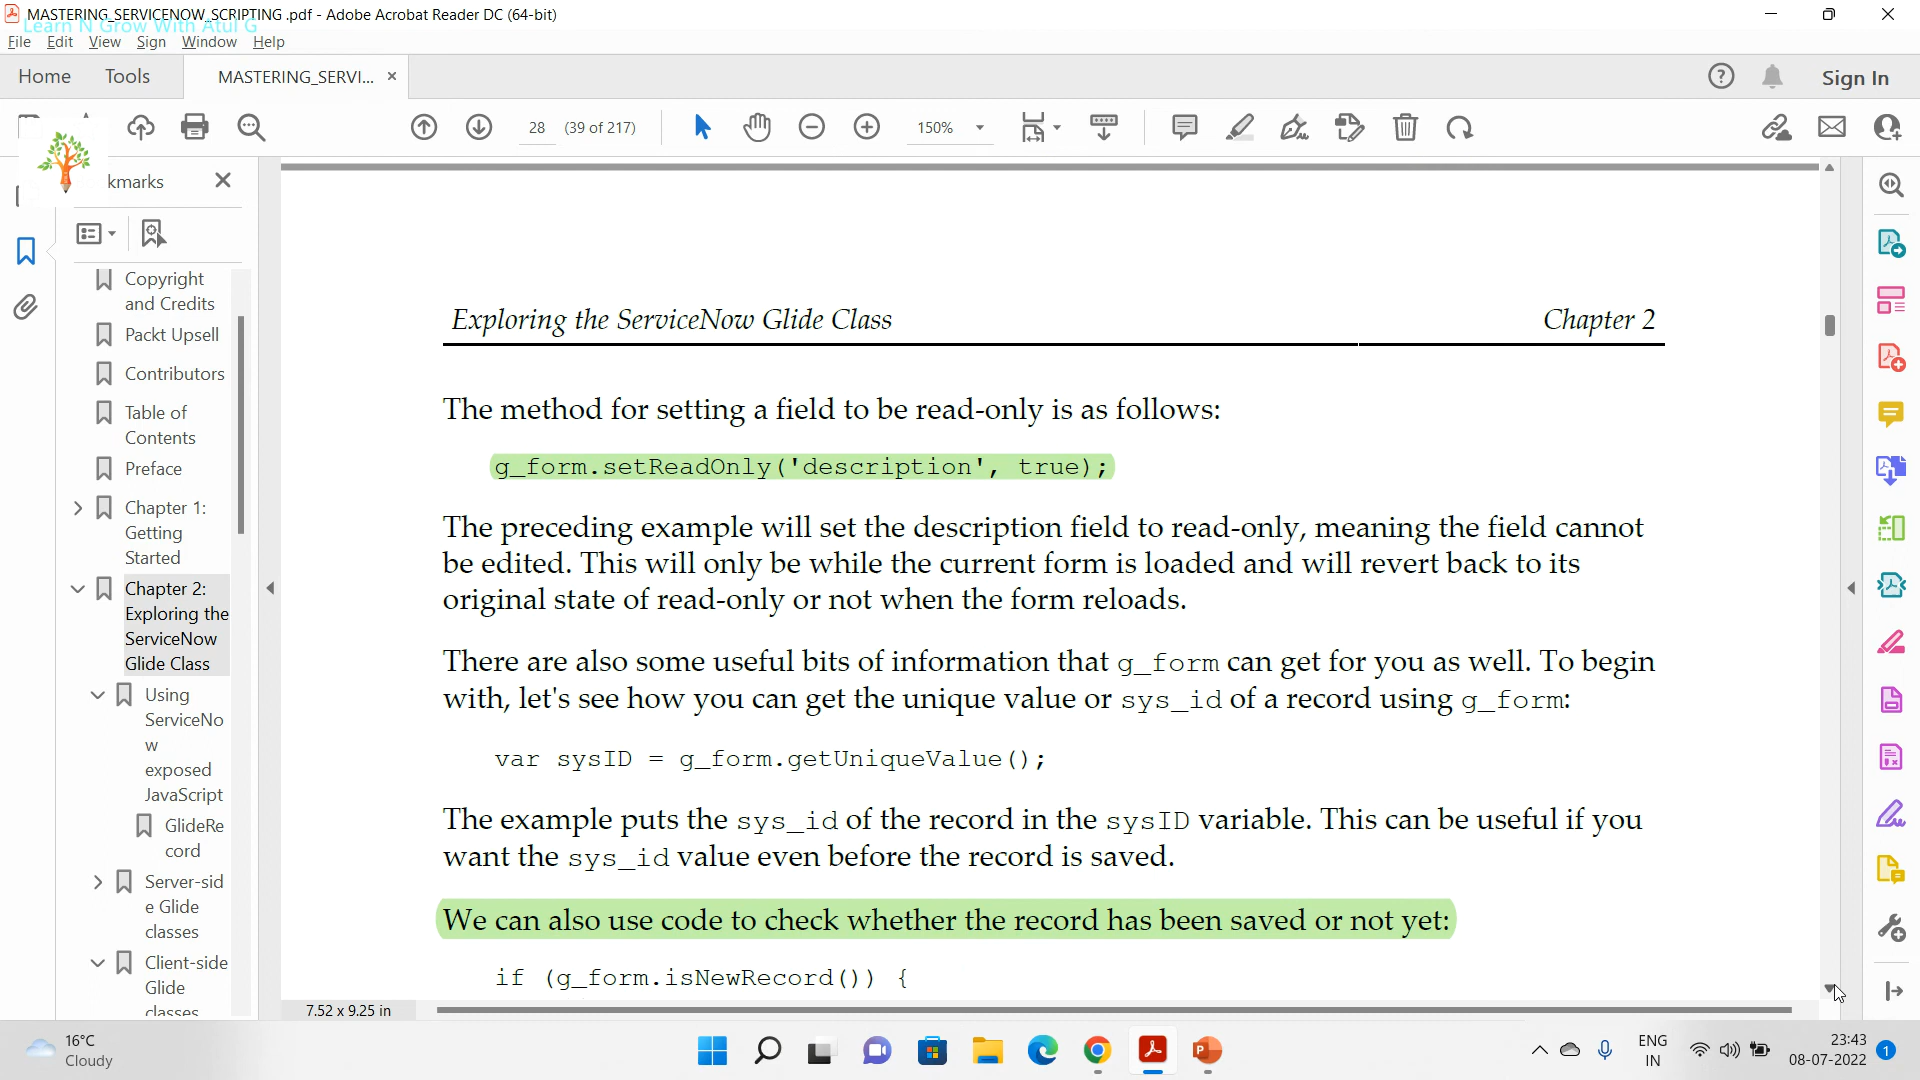 MASTERING_SERVICENOW_SCRIPTING .pdf - Adobe Acrobat Reader DC (64-bit)
Learn N Grow With Atul G
File Edit View Sign Window Help
Home Tools MASTERING_SERVI... × Sign In
28 (39 of 217) 150%
kmarks
Copyright
and Credits
Packt Upsell
Contributors
Table of
Contents
Preface
Chapter 1:
Getting
Started
Chapter 2:
Exploring the
ServiceNow
Glide Class
Using
ServiceNo
w
exposed
JavaScript
GlideRe
cord
Server-sid
e Glide
classes
Client-side
Glide
classes
Exploring the ServiceNow Glide Class Chapter 2
The method for setting a field to be read-only is as follows:
g_form.setReadOnly('description', true);
The preceding example will set the description field to read-only, meaning the field cannot
be edited. This will only be while the current form is loaded and will revert back to its
original state of read-only or not when the form reloads.
There are also some useful bits of information that g_form can get for you as well. To begin
with, let's see how you can get the unique value or sys_id of a record using g_form:
var sysID = g_form.getUniqueValue();
The example puts the sys_id of the record in the sysID variable. This can be useful if you
want the sys_id value even before the record is saved.
We can also use code to check whether the record has been saved or not yet:
if (g_form.isNewRecord()) {
7.52 x 9.25 in
16°C
Cloudy
ENG
IN
23:43
08-07-2022
1